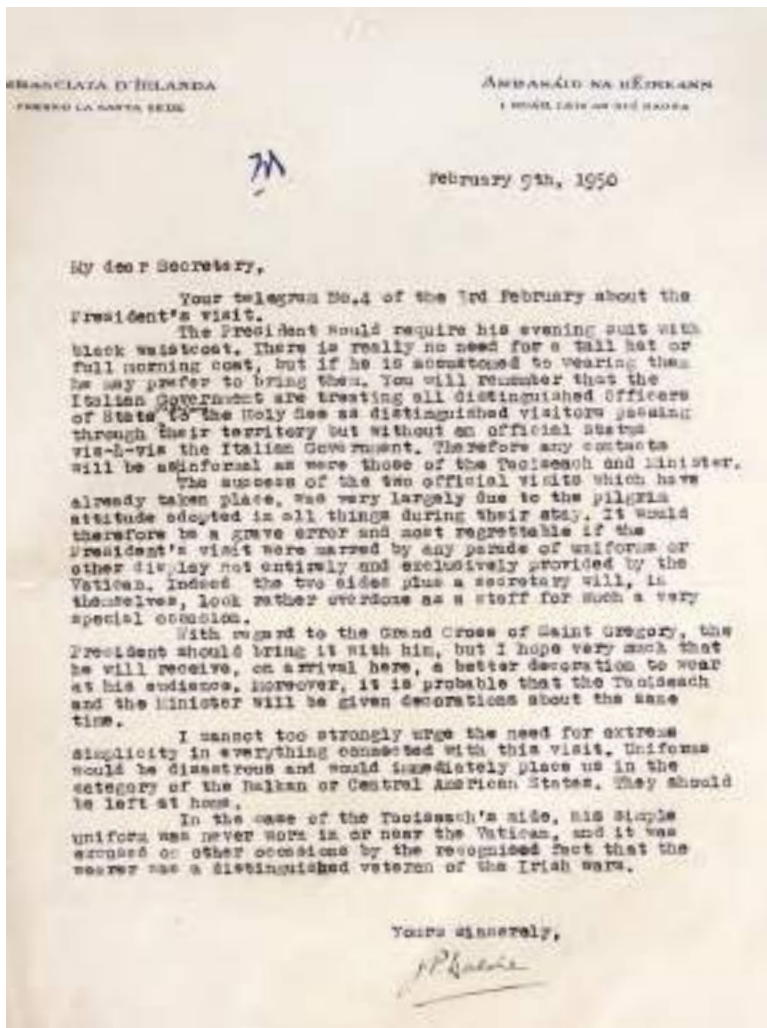 MBASCIATA D'IRLANDA
PRESSO LA SANTA SEDE
AMBASÁID NA HÉIREANN
February 9th, 1950
My dear Secretary,
Your telegram No.4 of the 3rd February about the
President's visit.
The President would require his evening suit with
black waistcoat. There is really no need for a tall hat or
full morning coat, but if he is accustomed to wearing them
he may prefer to bring them. You will remember that the
Italian Government are treating all distinguished Officers
of State to the Holy See as distinguished visitors passing
through their territory but without an official status
vis-à-vis the Italian Government. Therefore any contacts
will be as informal as were those of the Taoiseach and Minister.
The success of the two official visits which have
already taken place, was very largely due to the pilgrim
attitude adopted in all things during their stay. It would
therefore be a grave error and most regrettable if the
President's visit were marred by any parade of uniforms or
other display not entirely and exclusively provided by the
Vatican. Indeed the two aides plus a secretary will, in
themselves, look rather overdone as a staff for such a very
special occasion.
With regard to the Grand Cross of Saint Gregory, the
President should bring it with him, but I hope very much that
he will receive, on arrival here, a better decoration to wear
at his audience. Moreover, it is probable that the Taoiseach
and the Minister will be given decorations about the same
time.
I cannot too strongly urge the need for extreme
simplicity in everything connected with this visit. Uniforms
would be disastrous and would immediately place us in the
category of the Balkan or Central American States. They should
be left at home.
In the case of the Taoiseach's aide, his simple
uniform was never worn in or near the Vatican, and it was
excused on other occasions by the recognised fact that the
wearer was a distinguished veteran of the Irish wars.
Yours sincerely,